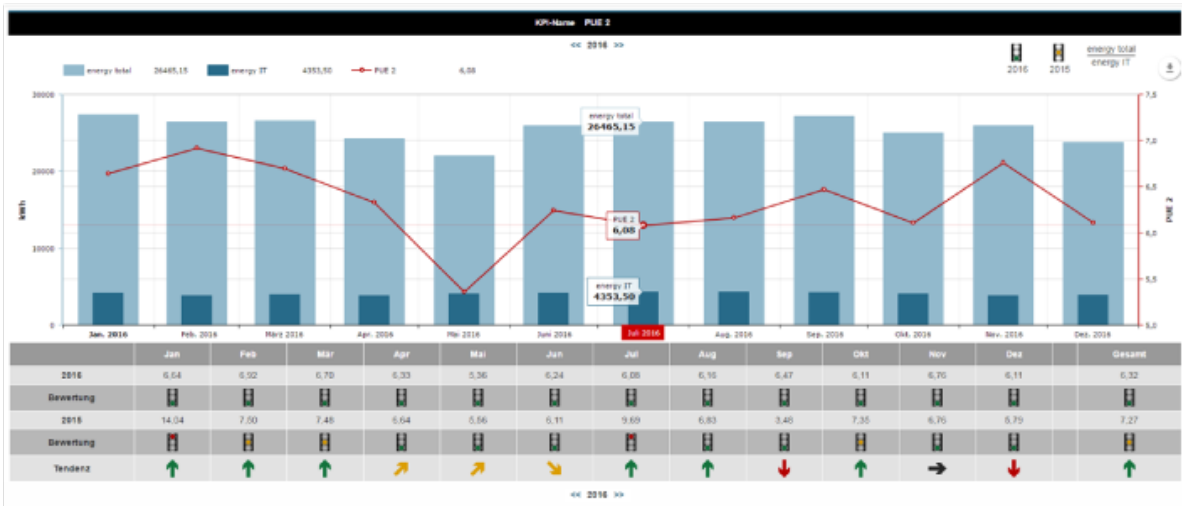 KPI-Name PUE 2
<< 2016 >>
energy total 26465,15 energy IT 4353,50 PUE 2 6,08
2016 2015 energy total
energy IT
kWh
30000
20000
10000
0
energy total
26465,15
PUE 2
6,08
energy IT
4353,50
7,5
7,0
6,5
6,0
5,5
5,0
PUE 2
Jan. 2016 Feb. 2016 März 2016 Apr. 2016 Mai 2016 Juni 2016 Juli 2016 Aug. 2016 Sep. 2016 Okt. 2016 Nov. 2016 Dez. 2016
Jan Feb Mär Apr Mai Jun Jul Aug Sep Okt Nov Dez Gesamt
2016 6,64 6,92 6,70 6,33 5,36 6,24 6,08 6,16 6,47 6,11 6,76 6,11 6,32
Bewertung
2015 14,04 7,50 7,48 6,64 5,56 6,11 9,69 6,83 3,48 7,35 6,76 5,79 7,27
Bewertung
Tendenz
<< 2016 >>